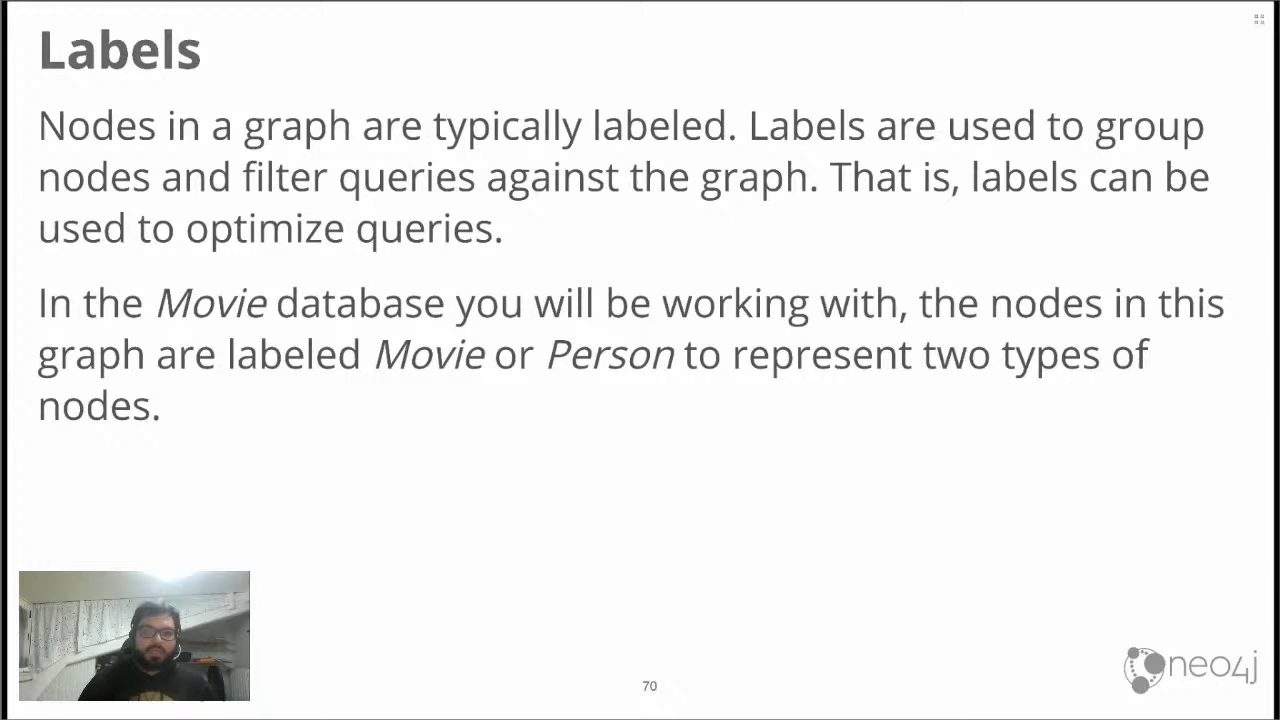 Labels
Nodes in a graph are typically labeled. Labels are used to group
nodes and filter queries against the graph. That is, labels can be
used to optimize queries.
In the Movie database you will be working with, the nodes in this
graph are labeled Movie or Person to represent two types of
nodes.
70
neo4j